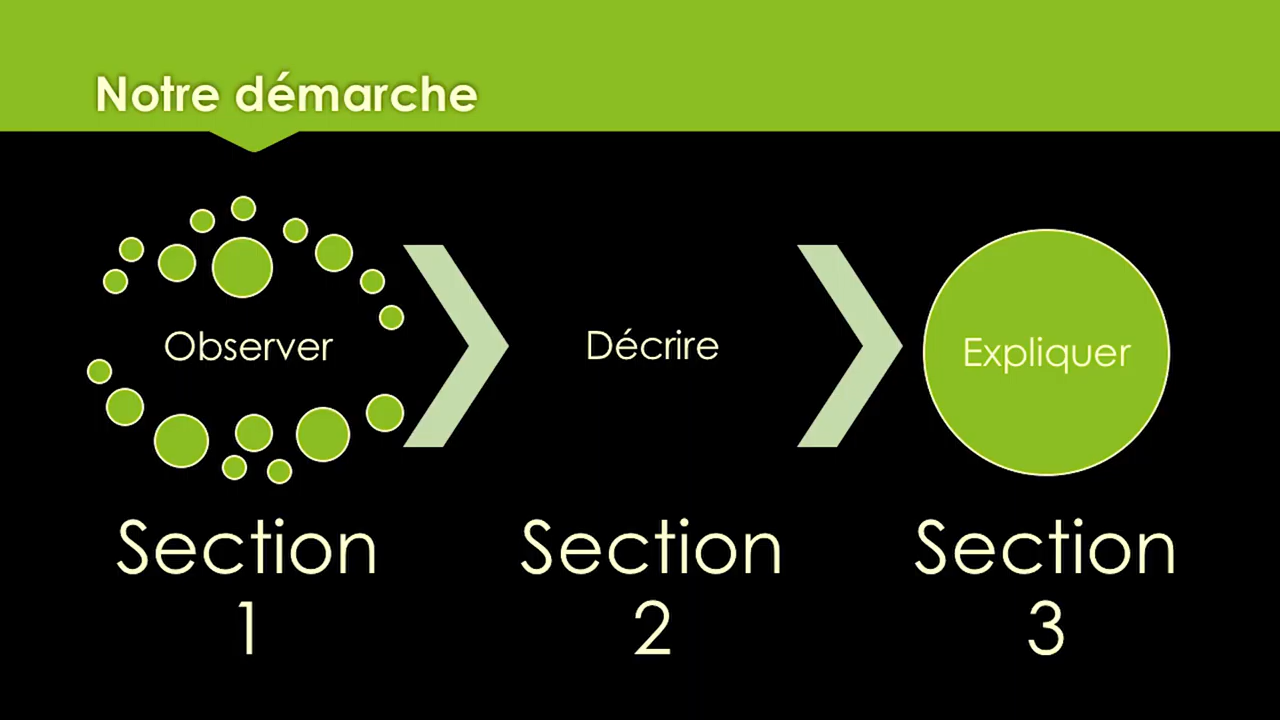 Notre démarche
Observer
Décrire
Expliquer
Section
1
Section
2
Section
3